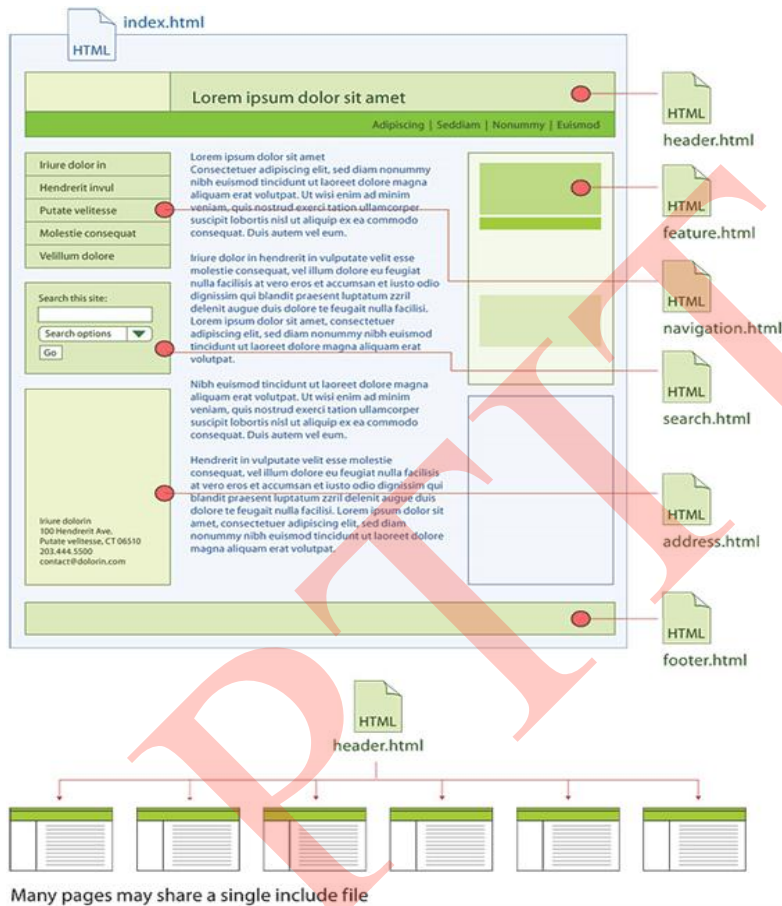 index.html
HTML
Lorem ipsum dolor sit amet
Adipiscing | Seddiam | Nonummy | Euismod
Iriure dolor in
Hendrerit invul
Putate velitesse
Molestie consequat
Velillum dolore
Search this site:
Search options
Go
Iriure dolorin
100 Hendrerit Ave.
Putate velitesse, CT 06510
203.444.5500
contact@dolorin.com
Lorem ipsum dolor sit amet
Consectetuer adipiscing elit, sed diam nonummy
nibh euismod tincidunt ut laoreet dolore magna
aliquam erat volutpat. Ut wisi enim ad minim
veniam, quis nostrud exerci tation ullamcorper
suscipit lobortis nisl ut aliquip ex ea commodo
consequat. Duis autem vel eum.
Iriure dolor in hendrerit in vulputate velit esse
molestie consequat, vel illum dolore eu feugiat
nulla facilisis at vero eros et accumsan et iusto odio
dignissim qui blandit praesent luptatum zzril
delenit augue duis dolore te feugait nulla facilisi.
Lorem ipsum dolor sit amet, consectetuer
adipiscing elit, sed diam nonummy nibh euismod
tincidunt ut laoreet dolore magna aliquam erat
volutpat.
Nibh euismod tincidunt ut laoreet dolore magna
aliquam erat volutpat. Ut wisi enim ad minim
veniam, quis nostrud exerci tation ullamcorper
suscipit lobortis nisl ut aliquip ex ea commodo
consequat. Duis autem vel eum.
Hendrerit in vulputate velit esse molestie
consequat, vel illum dolore eu feugiat nulla facilisis
at vero eros et accumsan et iusto odio dignissim qui
blandit praesent luptatum zzril delenit augue duis
dolore te feugait nulla facilisi. Lorem ipsum dolor sit
amet, consectetuer adipiscing elit, sed diam
nonummy nibh euismod tincidunt ut laoreet dolore
magna aliquam erat volutpat.
HTML
header.html
HTML
feature.html
HTML
navigation.html
HTML
search.html
HTML
address.html
HTML
footer.html
HTML
header.html
Many pages may share a single include file
PTIT